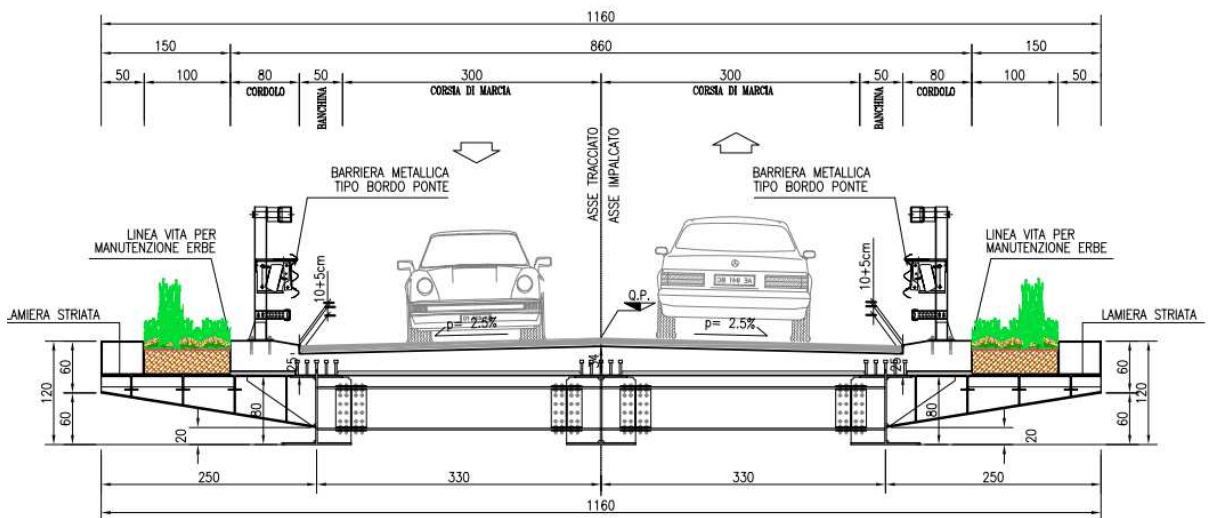 1160
150
860
150
50
100
80
50
300
300
50
80
100
50
CORDOLO
BANCHINA
CORSIA DI MARCIA
CORSIA DI MARCIA
BANCHINA
CORDOLO
ASSE TRACCIATO
ASSE IMPALCATO
BARRIERA METALLICA
TIPO BORDO PONTE
BARRIERA METALLICA
TIPO BORDO PONTE
LINEA VITA PER
MANUTENZIONE ERBE
LINEA VITA PER
MANUTENZIONE ERBE
10+5cm
10+5cm
Q.P.
p= 2.5%
p= 2.5%
AMIERA STRIATA
LAMIERA STRIATA
120
60
60
20
80
25
25
80
20
60
60
120
250
330
330
250
1160